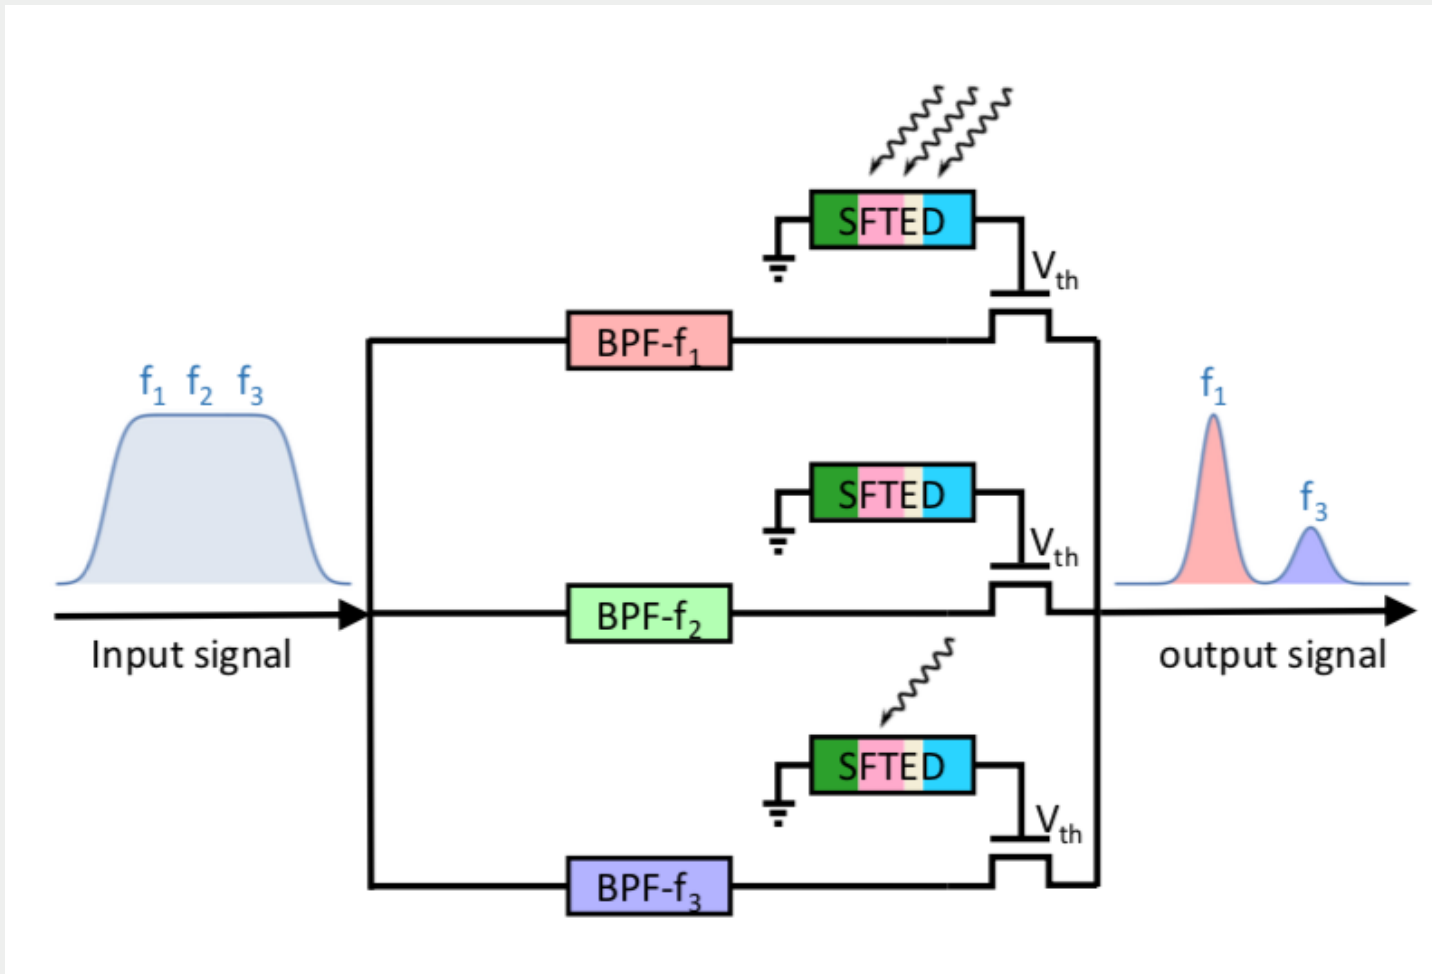 SFTED
Vth
BPF-f1
f1 f2 f3
f1
SFTED
f3
Vth
BPF-f2
Input signal
output signal
SFTED
Vth
BPF-f3